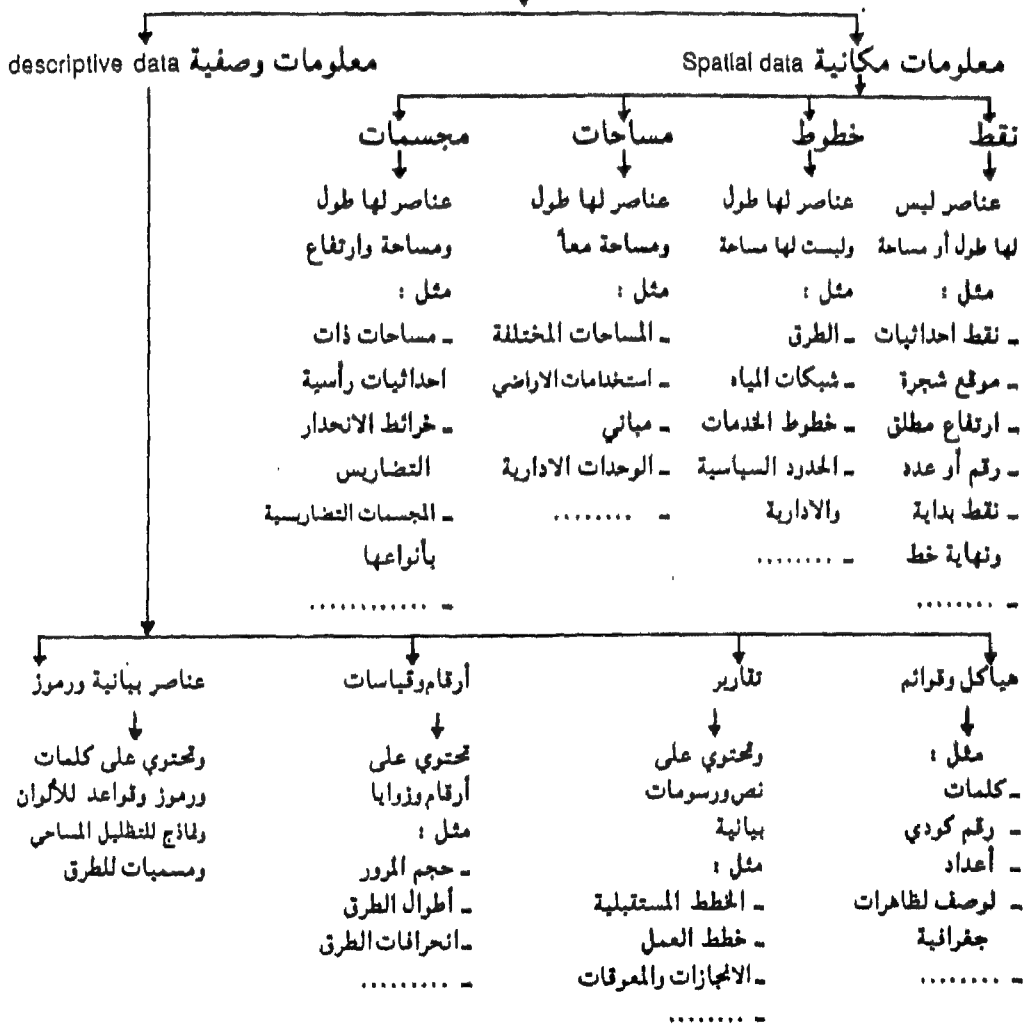 معلومات مكانية Spatial data
معلومات وصفية descriptive data
نقط
عناصر ليس
لها طول أو مساحة
مثل :
ـ نقط احداثيات
ـ موقع شجرة
ـ ارتفاع مطلق
ـ رقم أو عدد
ـ نقط بداية
ونهاية خط
ـ ........
خطوط
عناصر لها طول
وليست لها مساحة
مثل :
ـ الطرق
ـ شبكات المياه
ـ خطوط الخدمات
ـ الحدود السياسية
والادارية
ـ ........
مساحات
عناصر لها طول
ومساحة معاً
مثل :
ـ المساحات المختلفة
ـ استخدامات الاراضي
ـ مباني
ـ الوحدات الادارية
ـ ........
مجسمات
عناصر لها طول
ومساحة وارتفاع
مثل :
ـ مساحات ذات
احداثيات رأسية
ـ خرائط الانحدار
التضاريس
ـ المجسمات التضاريسية
بأنواعها
ـ ............
هياكل وقوائم
مثل :
ـ كلمات
ـ رقم كودي
ـ أعداد
ـ لوصف لظاهرات
جغرافية
ـ .........
تقارير
وتحتوي على
نص ورسومات
بيانية
مثل :
ـ الخطط المستقبلية
ـ خطط العمل
ـ الانجازات والمعوقات
ـ ........
أرقام وقياسات
تحتوي على
أرقام وزوايا
مثل :
ـ حجم المرور
ـ أطوال الطرق
ـ انحرافات الطرق
ـ .........
عناصر بيانية ورموز
وتحتوي على كلمات
ورموز وقواعد للألوان
ونماذج للتظليل المساحي
ومسميات للطرق